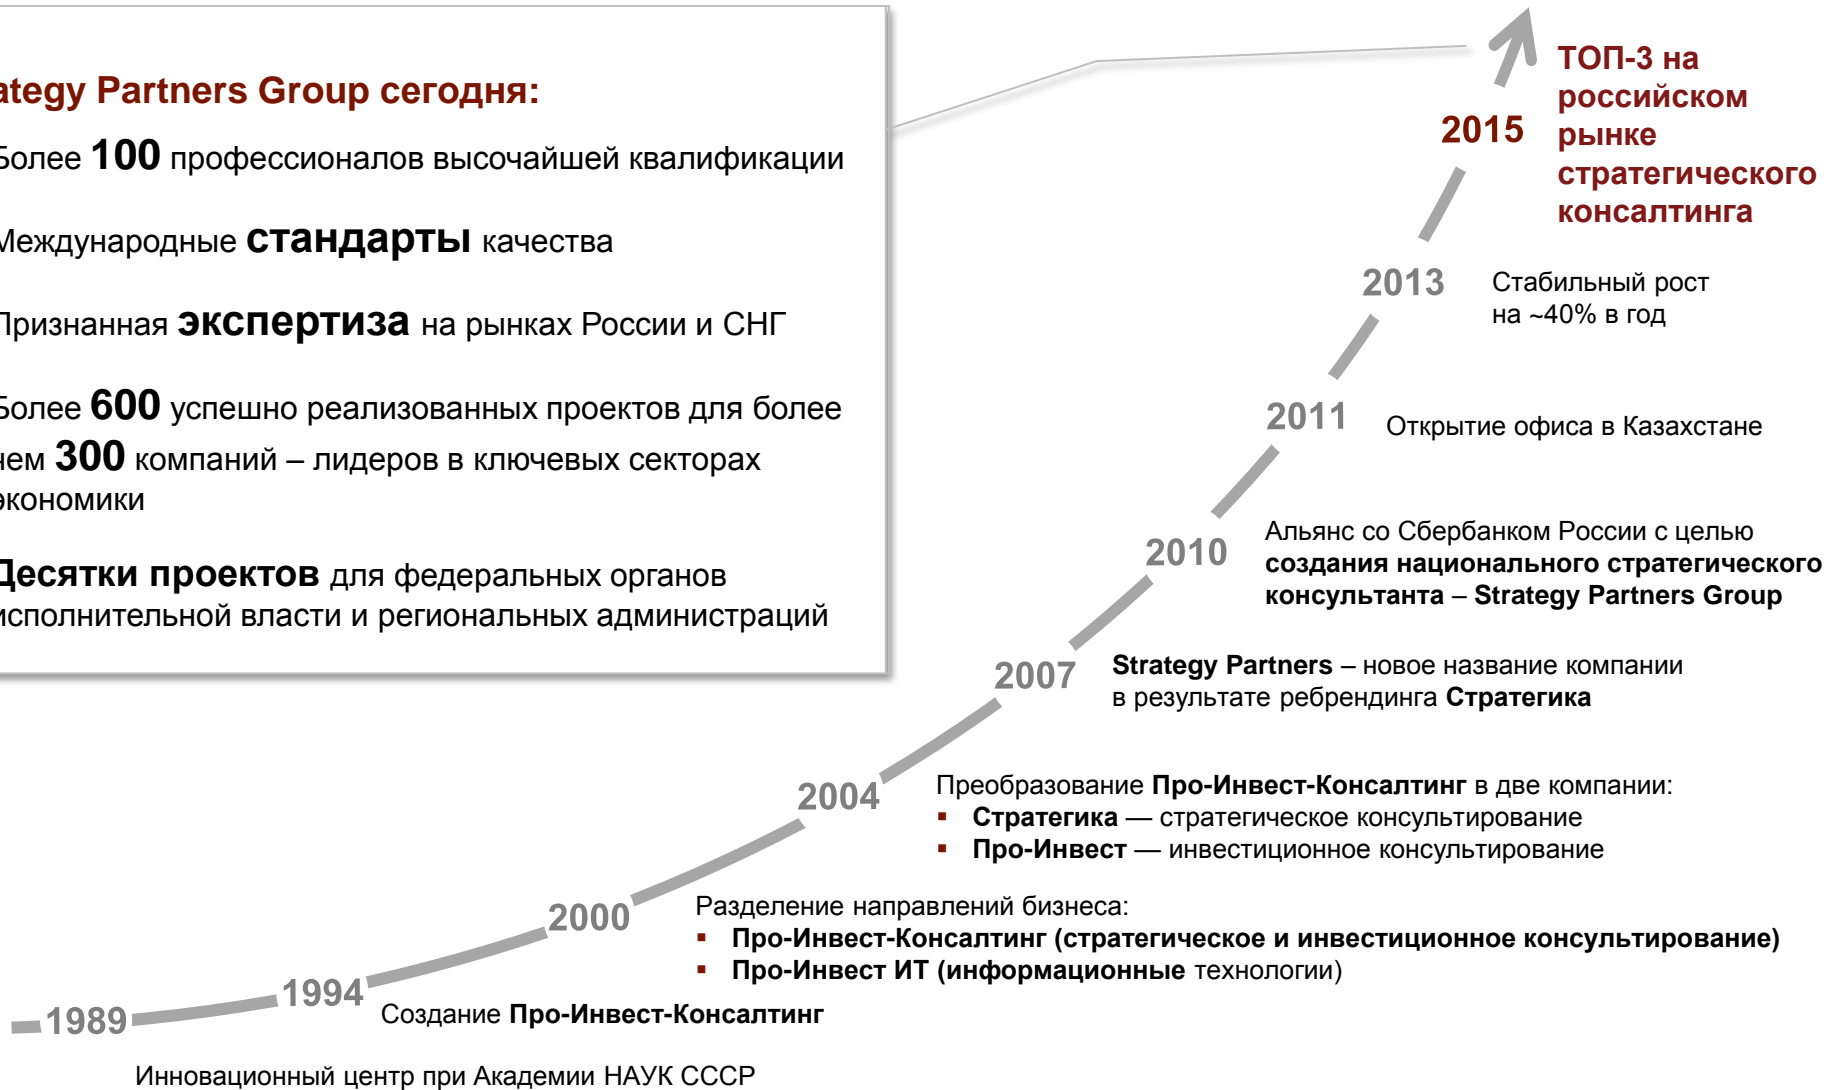 ategy Partners Group сегодня:
Более 100 профессионалов высочайшей квалификации
Международные стандарты качества
Признанная экспертиза на рынках России и СНГ
Более 600 успешно реализованных проектов для более
чем 300 компаний – лидеров в ключевых секторах
экономики
Десятки проектов для федеральных органов
исполнительной власти и региональных администраций
ТОП-3 на
российском
рынке
стратегического
консалтинга
2015
2013
Стабильный рост
на ~40% в год
2011
Открытие офиса в Казахстане
2010
Альянс со Сбербанком России с целью
создания национального стратегического
консультанта – Strategy Partners Group
2007
Strategy Partners – новое название компании
в результате ребрендинга Стратегика
2004
Преобразование Про-Инвест-Консалтинг в две компании:
▪ Стратегика — стратегическое консультирование
▪ Про-Инвест — инвестиционное консультирование
2000
Разделение направлений бизнеса:
▪ Про-Инвест-Консалтинг (стратегическое и инвестиционное консультирование)
▪ Про-Инвест ИТ (информационные технологии)
1994
Создание Про-Инвест-Консалтинг
1989
Инновационный центр при Академии НАУК СССР